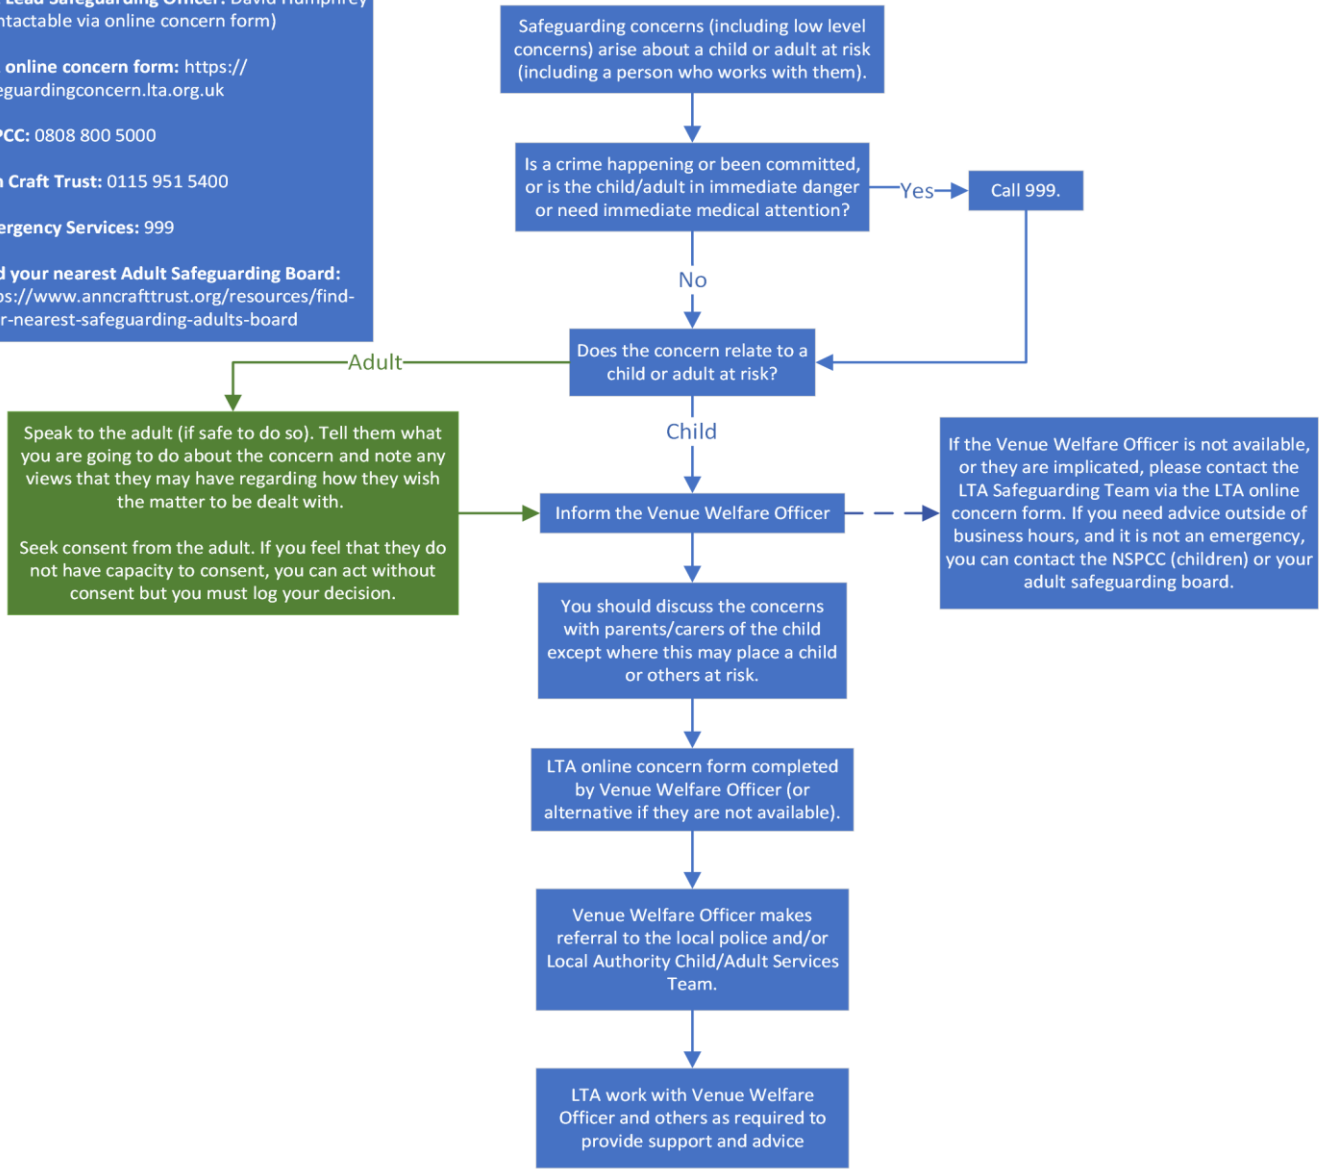 Lead Safeguarding Officer: David Humphrey
ntactable via online concern form)
online concern form: https://
eguardingconcern.lta.org.uk
PCC: 0808 800 5000
n Craft Trust: 0115 951 5400
ergency Services: 999
d your nearest Adult Safeguarding Board:
ps://www.anncrafttrust.org/resources/find-
r-nearest-safeguarding-adults-board
Safeguarding concerns (including low level
concerns) arise about a child or adult at risk
(including a person who works with them).
Is a crime happening or been committed,
or is the child/adult in immediate danger
or need immediate medical attention?
Yes
Call 999.
No
Does the concern relate to a
child or adult at risk?
Adult
Child
Speak to the adult (if safe to do so). Tell them what
you are going to do about the concern and note any
views that they may have regarding how they wish
the matter to be dealt with.
Seek consent from the adult. If you feel that they do
not have capacity to consent, you can act without
consent but you must log your decision.
Inform the Venue Welfare Officer
If the Venue Welfare Officer is not available,
or they are implicated, please contact the
LTA Safeguarding Team via the LTA online
concern form. If you need advice outside of
business hours, and it is not an emergency,
you can contact the NSPCC (children) or your
adult safeguarding board.
You should discuss the concerns
with parents/carers of the child
except where this may place a child
or others at risk.
LTA online concern form completed
by Venue Welfare Officer (or
alternative if they are not available).
Venue Welfare Officer makes
referral to the local police and/or
Local Authority Child/Adult Services
Team.
LTA work with Venue Welfare
Officer and others as required to
provide support and advice